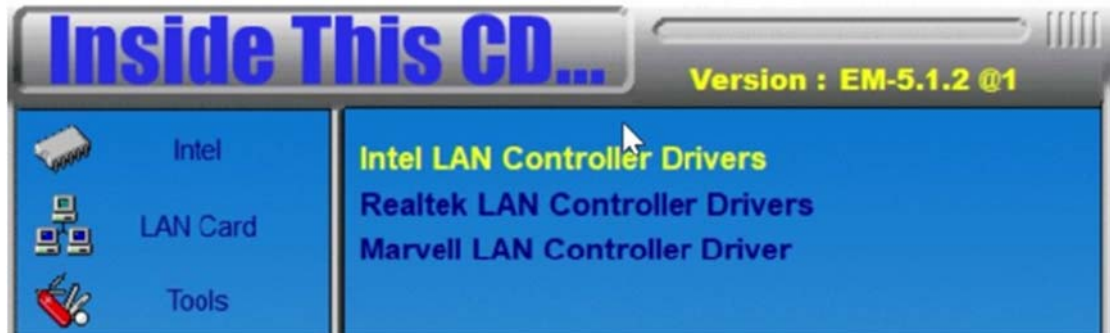 Inside This CD...
Version : EM-5.1.2 @1
Intel
LAN Card
Tools
Intel LAN Controller Drivers
Realtek LAN Controller Drivers
Marvell LAN Controller Driver